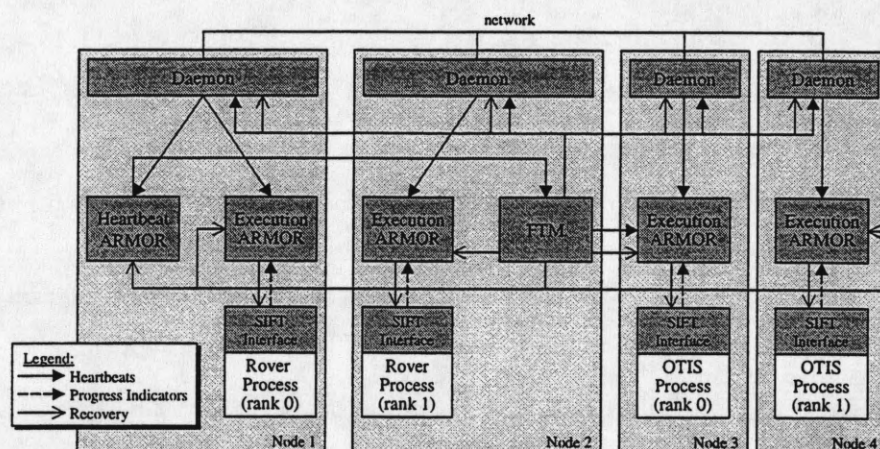 network
Daemon
Daemon
Daemon
Daemon
Heartbeat
ARMOR
Execution
ARMOR
Execution
ARMOR
FTM
Execution
ARMOR
Execution
ARMOR
SIFT
Interface
SIFT
Interface
SIFT
Interface
SIFT
Interface
Rover
Process
(rank 0)
Rover
Process
(rank 1)
OTIS
Process
(rank 0)
OTIS
Process
(rank 1)
Legend:
Heartbeats
Progress Indicators
Recovery
Node 1
Node 2
Node 3
Node 4